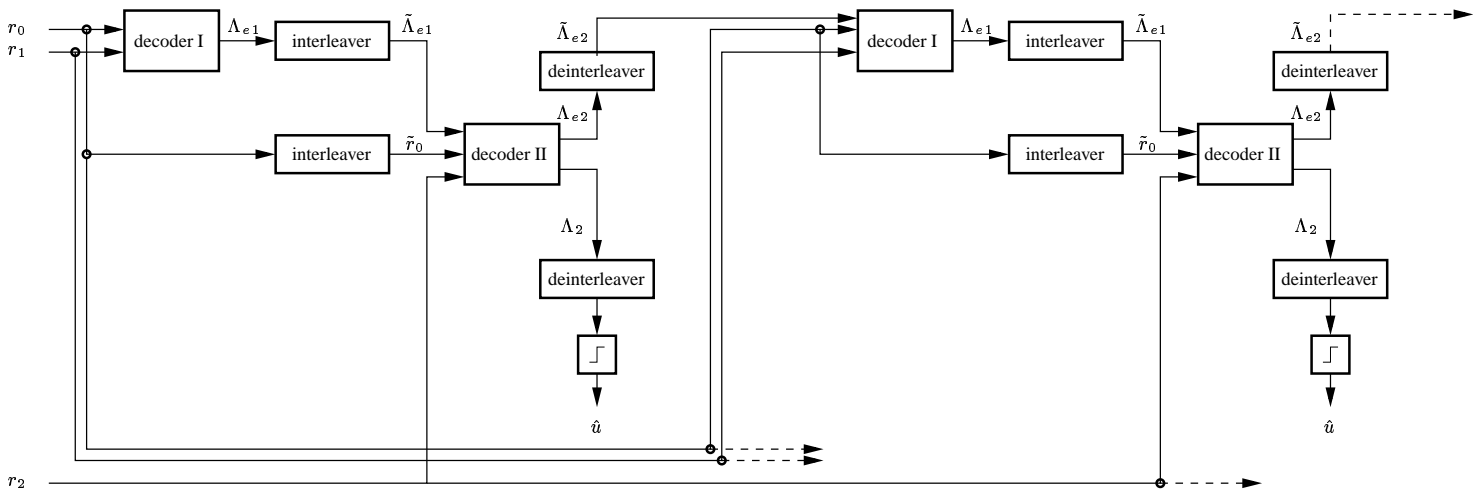 r₀
r₁
decoder I
Λₑ₁
interleaver
Λ̃ₑ₁
interleaver
r̃₀
decoder II
Λ̃ₑ₂
deinterleaver
Λₑ₂
Λ₂
deinterleaver
û
decoder I
Λₑ₁
interleaver
Λ̃ₑ₁
interleaver
r̃₀
decoder II
Λ̃ₑ₂
deinterleaver
Λₑ₂
Λ₂
deinterleaver
û
r₂